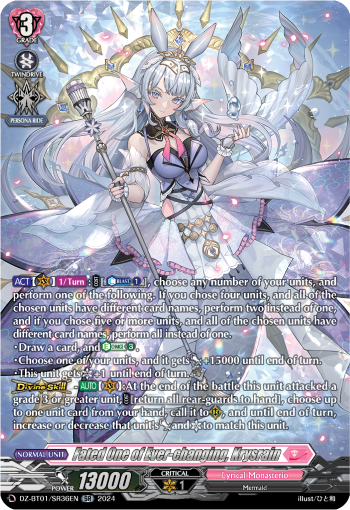 3
GRADE
TWINDRIVE
PERSONA RIDE
ACT 1/Turn BLAST 1], choose any number of your units, and
perform one of the following. If you chose four units, and all of the
chosen units have different card names, perform two instead of one,
and if you chose five or more units, and all of the chosen units have
different card names, perform all instead of one.
・Draw a card, and CHARGE 3
・Choose one of your units, and it gets +15000 until end of turn.
・This unit gets +1 until end of turn.
Divine Skill AUTO : At the end of the battle this unit attacked a
grade 3 or greater unit, [return all rear-guards to hand], choose up
to one unit card from your hand, call it to R, and until end of turn,
increase or decrease that unit's and to match this unit.
NORMAL UNIT Fated One of Ever-changing, Krysrain
POWER 13000 CRITICAL 1 Lyrical Monasterio
Mermaid
DZ-BT01/SR36EN SR 2024 illust/ひと和